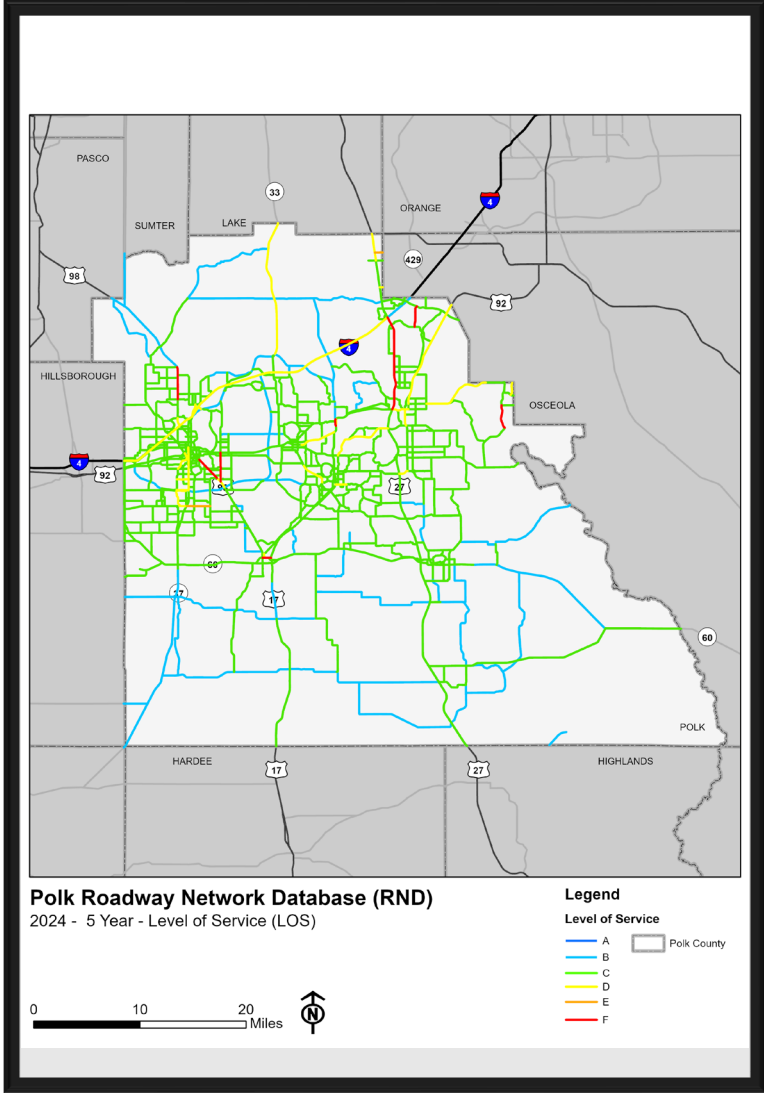 PASCO
33
ORANGE
4
SUMTER
LAKE
429
98
92
4
HILLSBOROUGH
OSCEOLA
4
92
27
17
60
POLK
HARDEE
HIGHLANDS
17
27
Polk Roadway Network Database (RND)
2024 - 5 Year - Level of Service (LOS)
Legend
Level of Service
A
Polk County
B
C
D
E
F
0
10
20
Miles
N